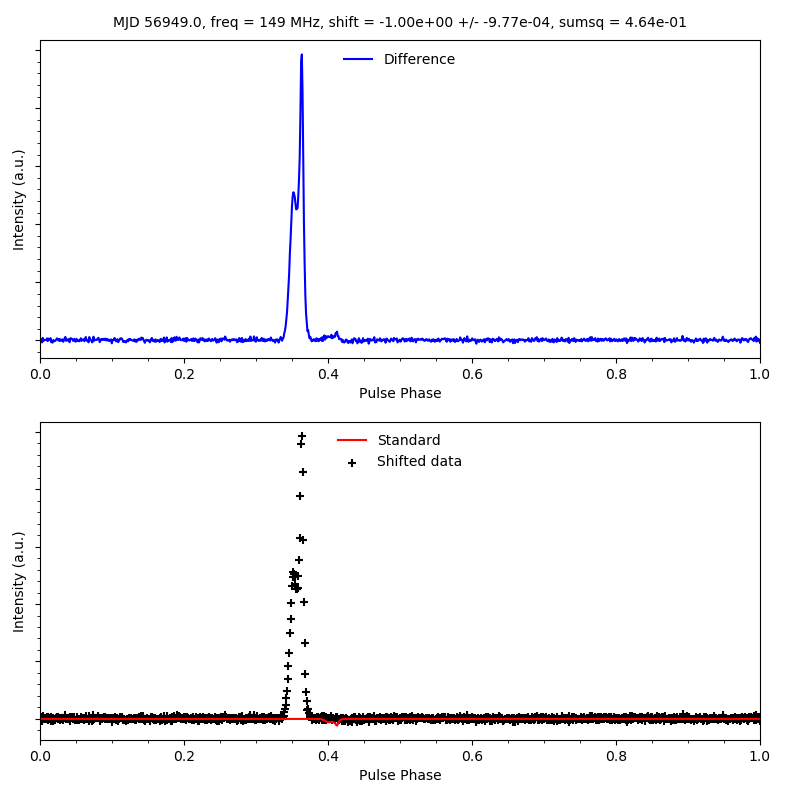 MJD 56949.0, freq = 149 MHz, shift = -1.00e+00 +/- -9.77e-04, sumsq = 4.64e-01
Difference
Intensity (a.u.)
0.0 0.2 0.4 0.6 0.8 1.0
Pulse Phase
Standard
Shifted data
Intensity (a.u.)
0.0 0.2 0.4 0.6 0.8 1.0
Pulse Phase